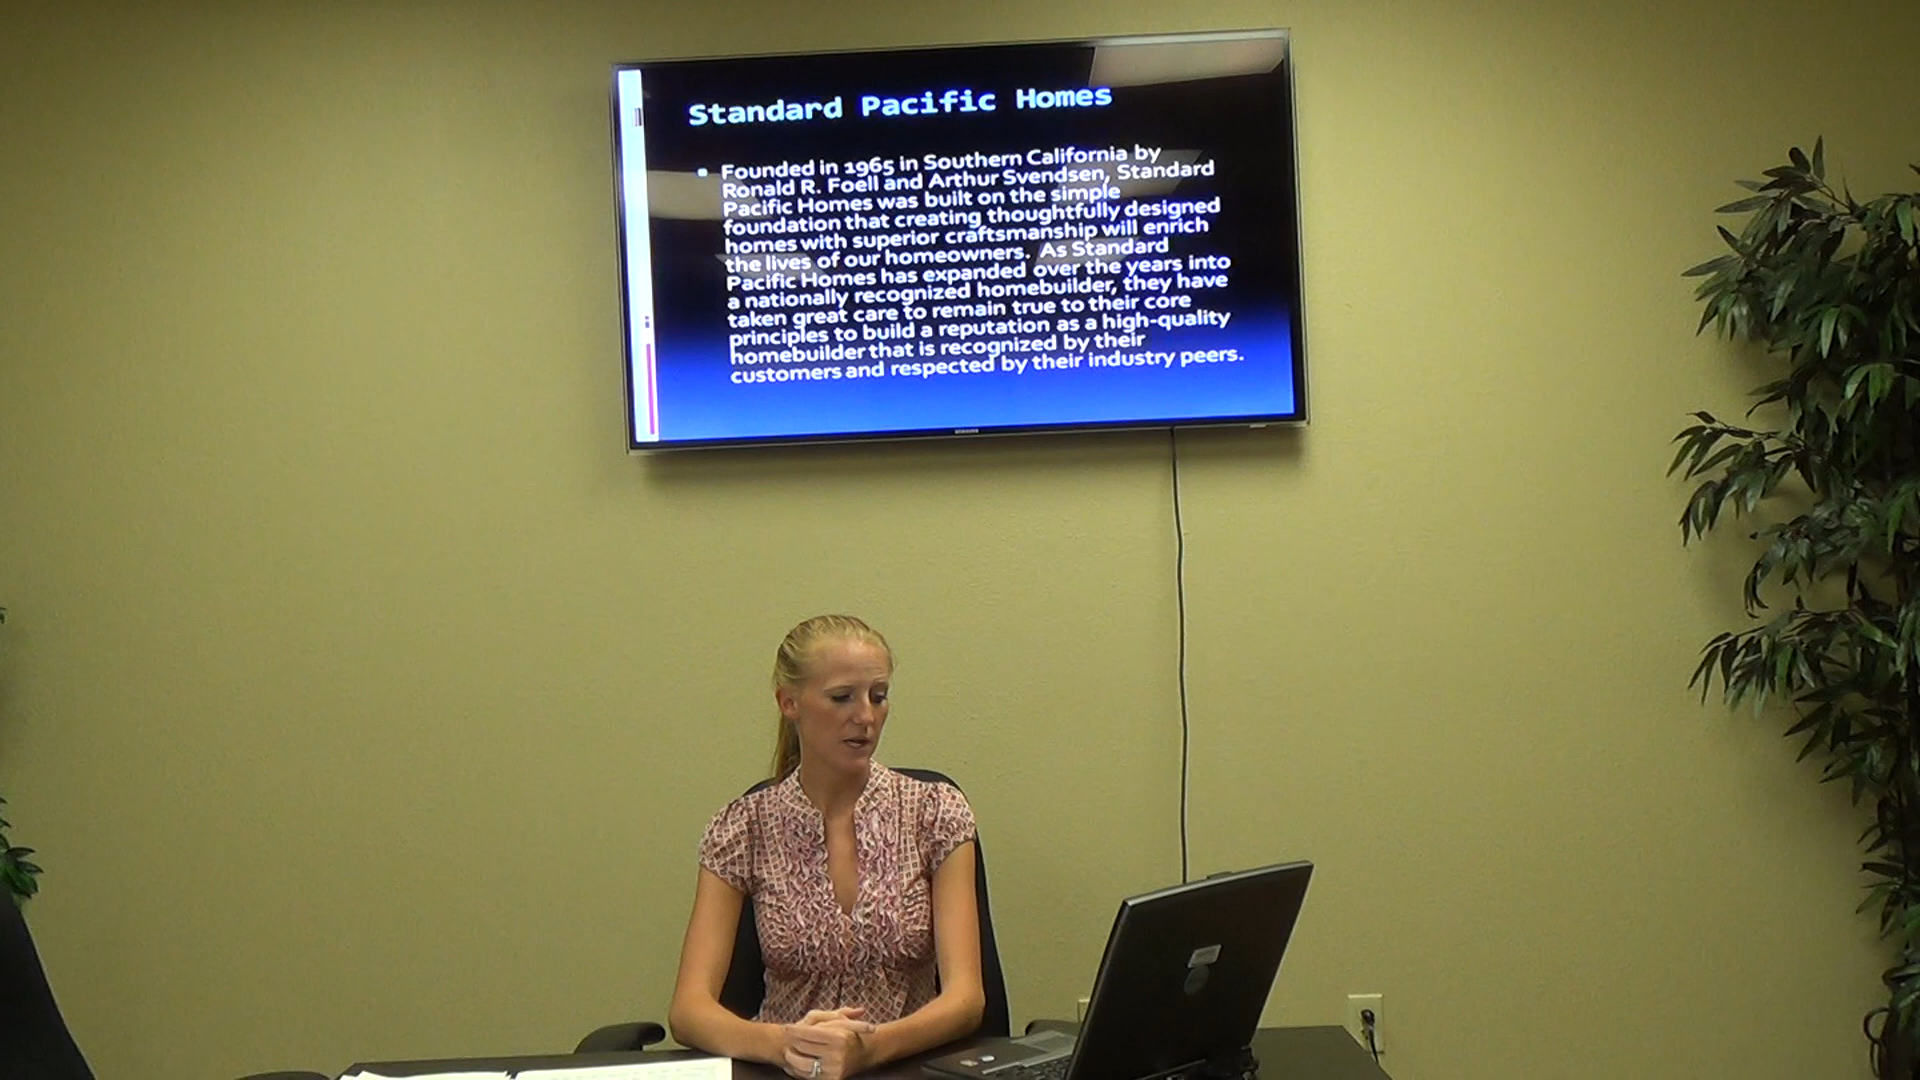 Standard Pacific Homes
Founded in 1965 in Southern California by
Ronald R. Foell and Arthur Svendsen, Standard
Pacific Homes was built on the simple
foundation that creating thoughtfully designed
homes with superior craftsmanship will enrich
the lives of our homeowners. As Standard
Pacific Homes has expanded over the years into
a nationally recognized homebuilder, they have
taken great care to remain true to their core
principles to build a reputation as a high-quality
homebuilder that is recognized by their
customers and respected by their industry peers.
SAMSUNG